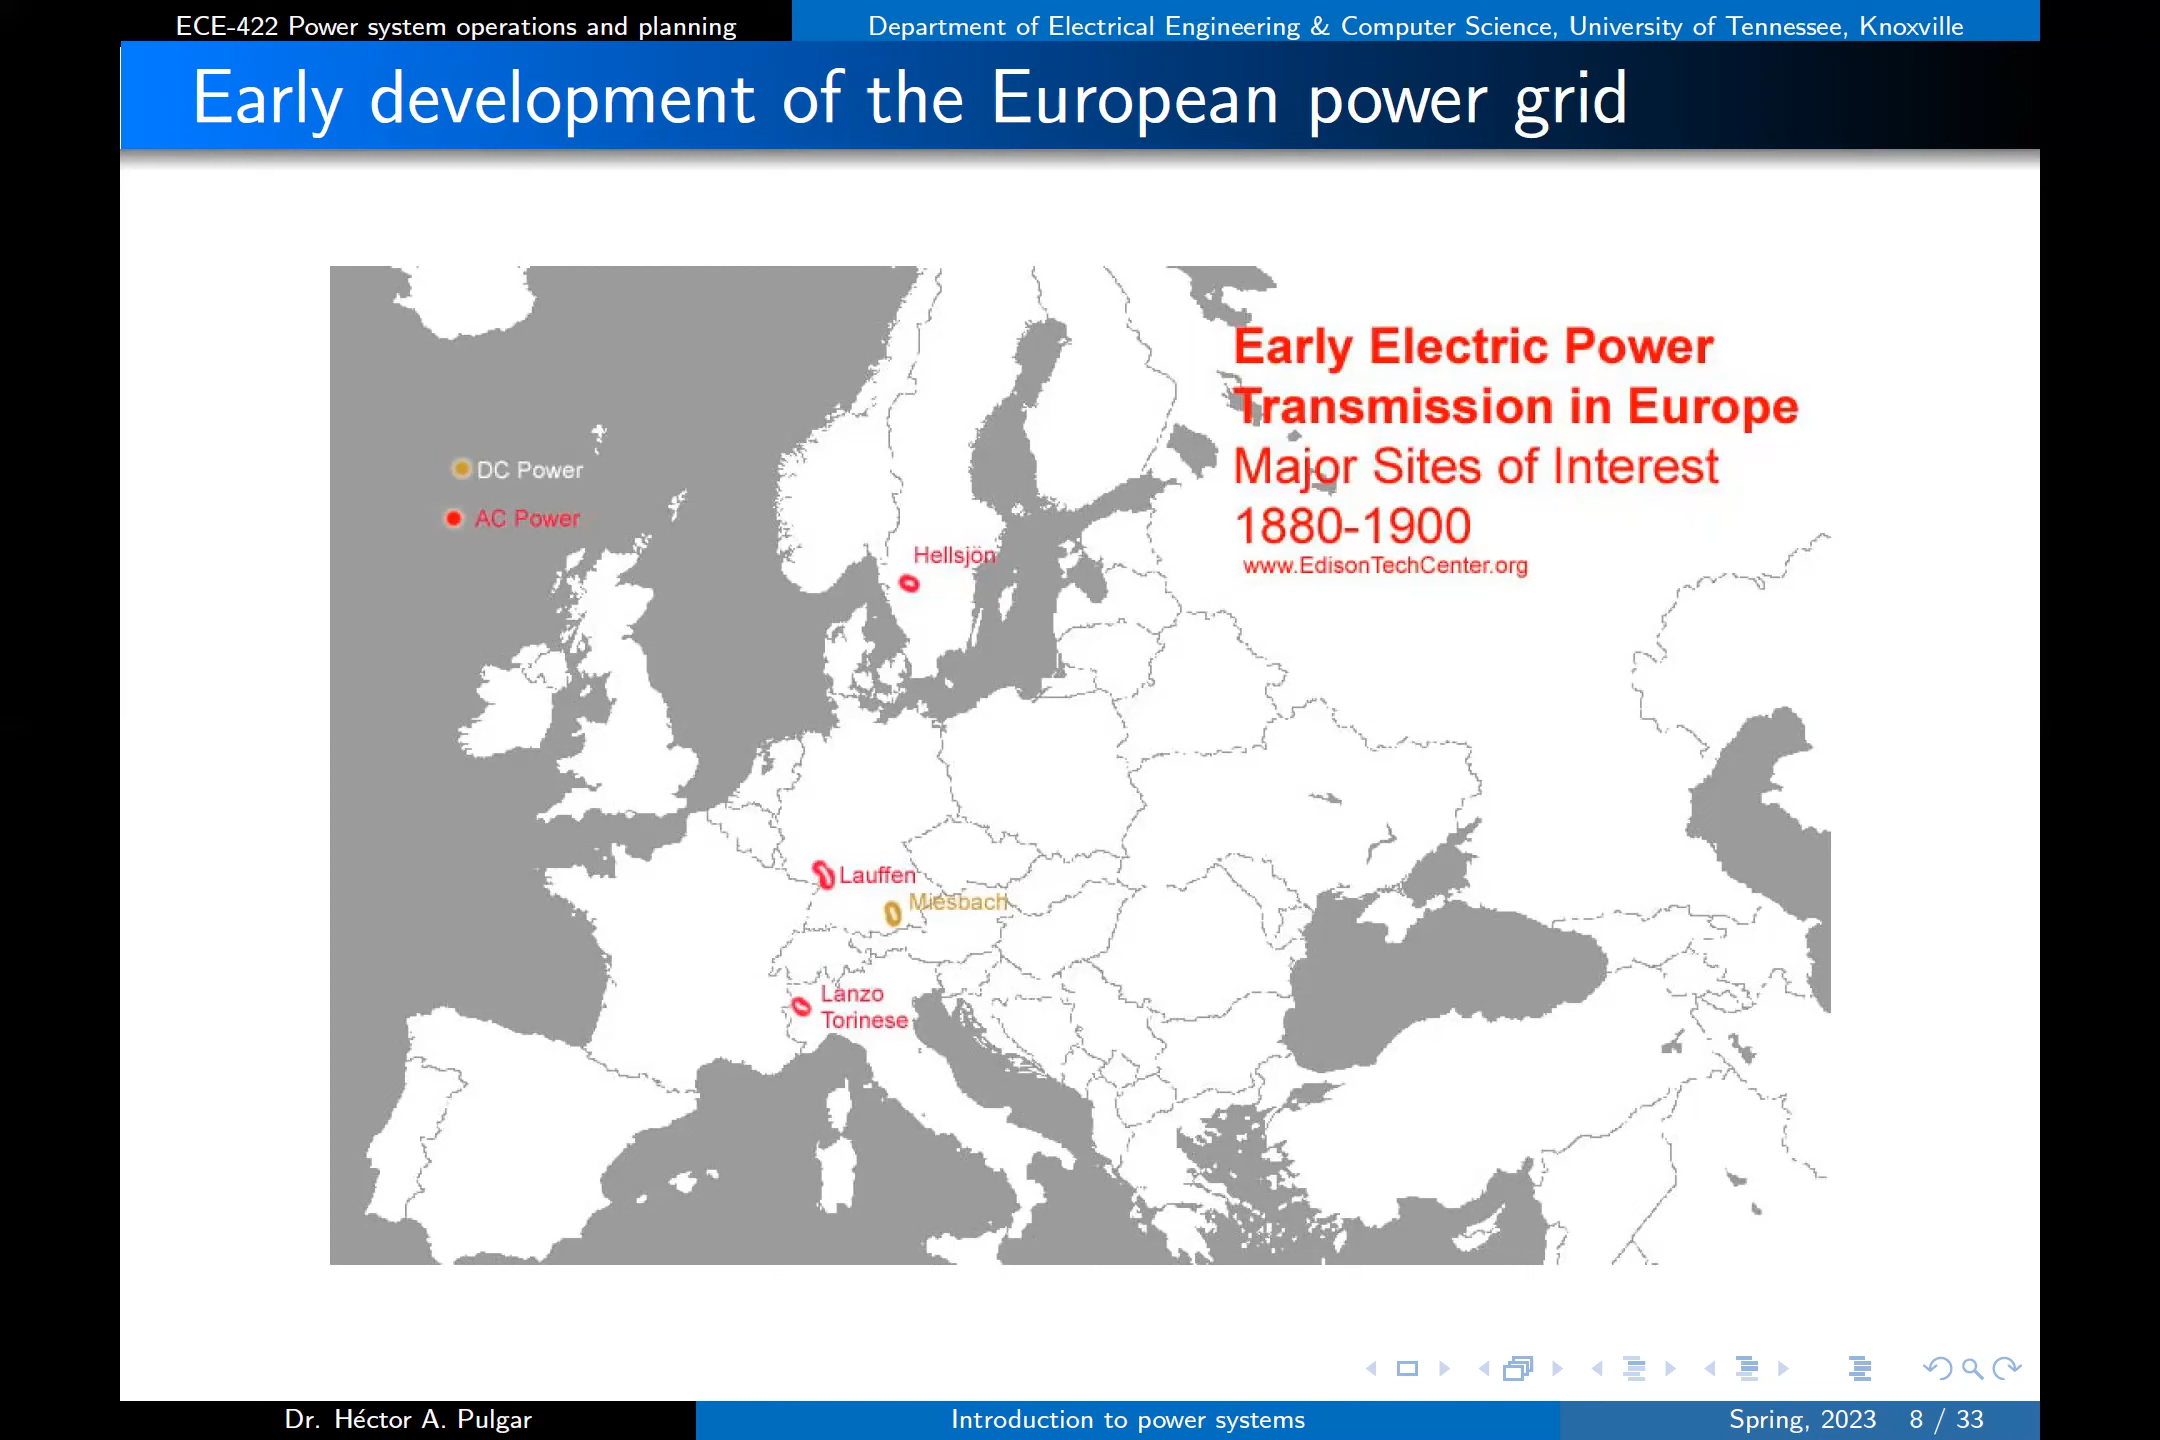 ECE-422 Power system operations and planning
Department of Electrical Engineering & Computer Science, University of Tennessee, Knoxville
Early development of the European power grid
Early Electric Power
Transmission in Europe
Major Sites of Interest
1880-1900
www.EdisonTechCenter.org
DC Power
AC Power
Hellsjön
Lauffen
Miesbach
Lanzo
Torinese
Dr. Héctor A. Pulgar
Introduction to power systems
Spring, 2023 8 / 33